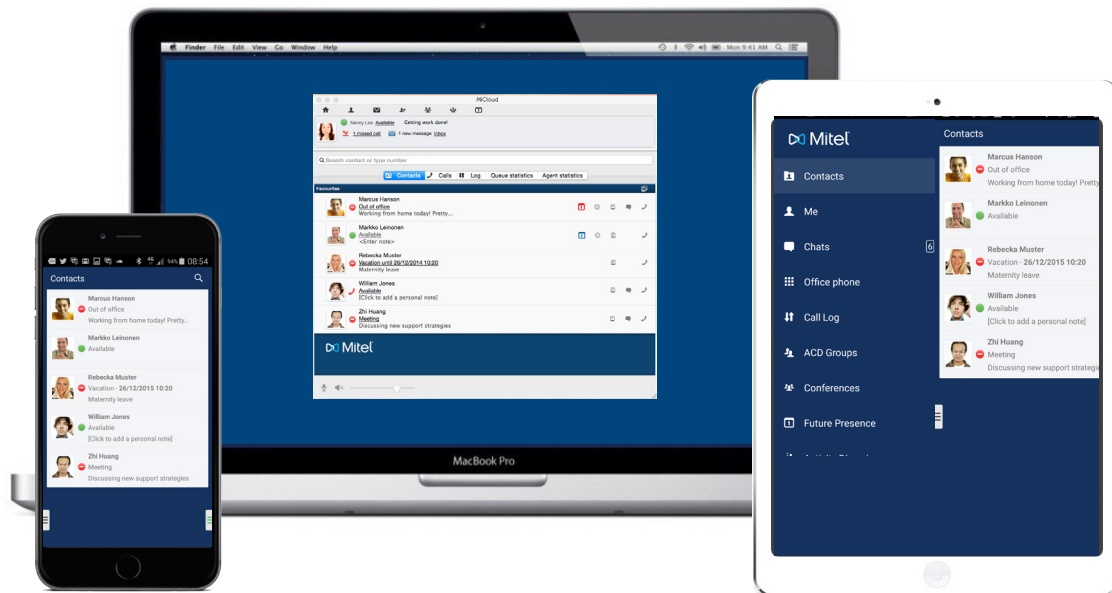 Finder File Edit View Go Window Help
Mon 9:41 AM
MiCloud
Nancy Lee Available Getting work done!
1 missed call 1 new message Inbox
Search contact or type number
Contacts Calls Log Queue statistics Agent statistics
Favourites
Marcus Hanson
Out of office
Working from home today! Pretty...
Markko Leinonen
Available
<Enter note>
Rebecka Muster
Vacation until 26/12/2014 10:20
Maternity leave
William Jones
Available
[Click to add a personal note]
Zhi Huang
Meeting
Discussing new support strategies
Mitel
MacBook Pro
94% 08:54
Contacts
Marcus Hanson
Out of office
Working from home today! Pretty..
Markko Leinonen
Available
Rebecka Muster
Vacation - 26/12/2015 10:20
Maternity leave
William Jones
Available
[Click to add a personal note]
Zhi Huang
Meeting
Discussing new support strategies
Mitel
Contacts
Me
Chats 6
Office phone
Call Log
ACD Groups
Conferences
Future Presence
Contacts
Marcus Hanson
Out of office
Working from home today! Pretty
Markko Leinonen
Available
Rebecka Muster
Vacation - 26/12/2015 10:20
Maternity leave
William Jones
Available
[Click to add a personal note]
Zhi Huang
Meeting
Discussing new support strategi